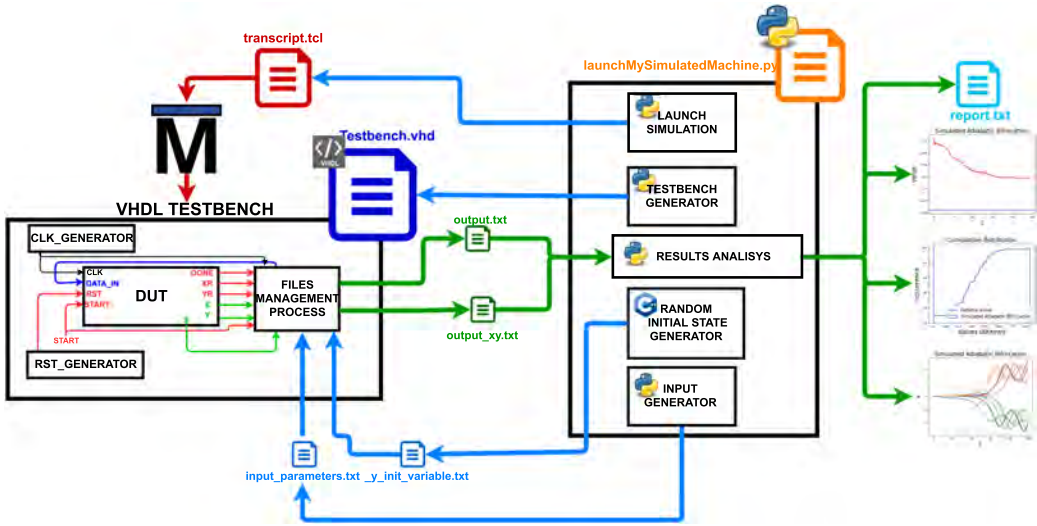 transcript.tcl
launchMySimulatedMachine.py
LAUNCH
SIMULATION
report.txt
M
Testbench.vhd
</>
VHDL
TESTBENCH
GENERATOR
VHDL TESTBENCH
CLK_GENERATOR
output.txt
RESULTS ANALISYS
CLK
DATA_IN
RST
START
DUT
DONE
XR
YR
E
Y
FILES
MANAGEMENT
PROCESS
RANDOM
INITIAL STATE
GENERATOR
START
output_xy.txt
RST_GENERATOR
INPUT
GENERATOR
input_parameters.txt
_y_init_variable.txt